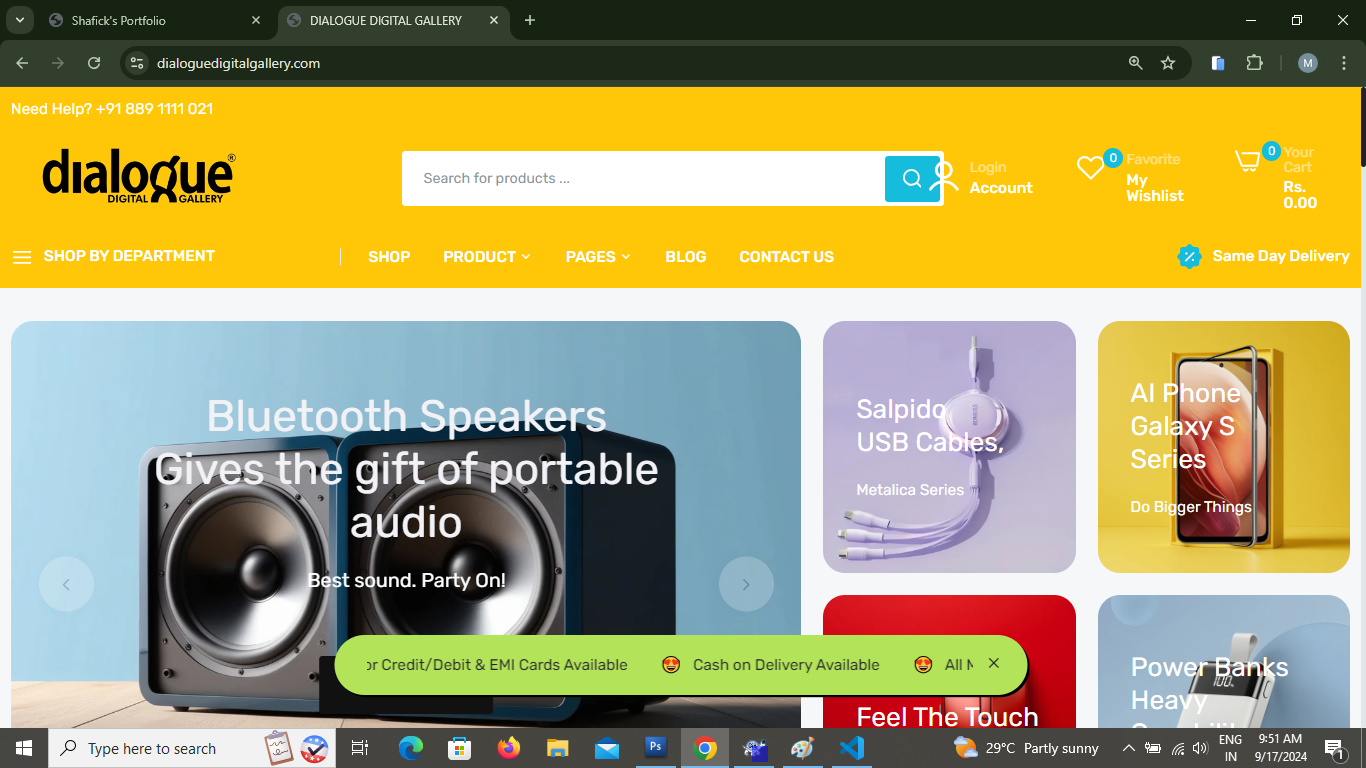 Shafick's Portfolio
DIALOGUE DIGITAL GALLERY
dialoguedigitalgallery.com
M
Need Help? +91 889 1111 021
dialogue®
DIGITAL GALLERY
Search for products ...
Login
Account
0
Favorite
My
Wishlist
0
Your
Cart
Rs.
0.00
SHOP BY DEPARTMENT
SHOP
PRODUCT
PAGES
BLOG
CONTACT US
Same Day Delivery
Bluetooth Speakers
Gives the gift of portable
audio
Best sound. Party On!
Salpido
USB Cables,
Metalica Series
AI Phone
Galaxy S
Series
Do Bigger Things
or Credit/Debit & EMI Cards Available
Cash on Delivery Available
All
Feel The Touch
Power Banks
Heavy
100%
Type here to search
Ps
29°C Partly sunny
ENG
IN
9:51 AM
9/17/2024
1